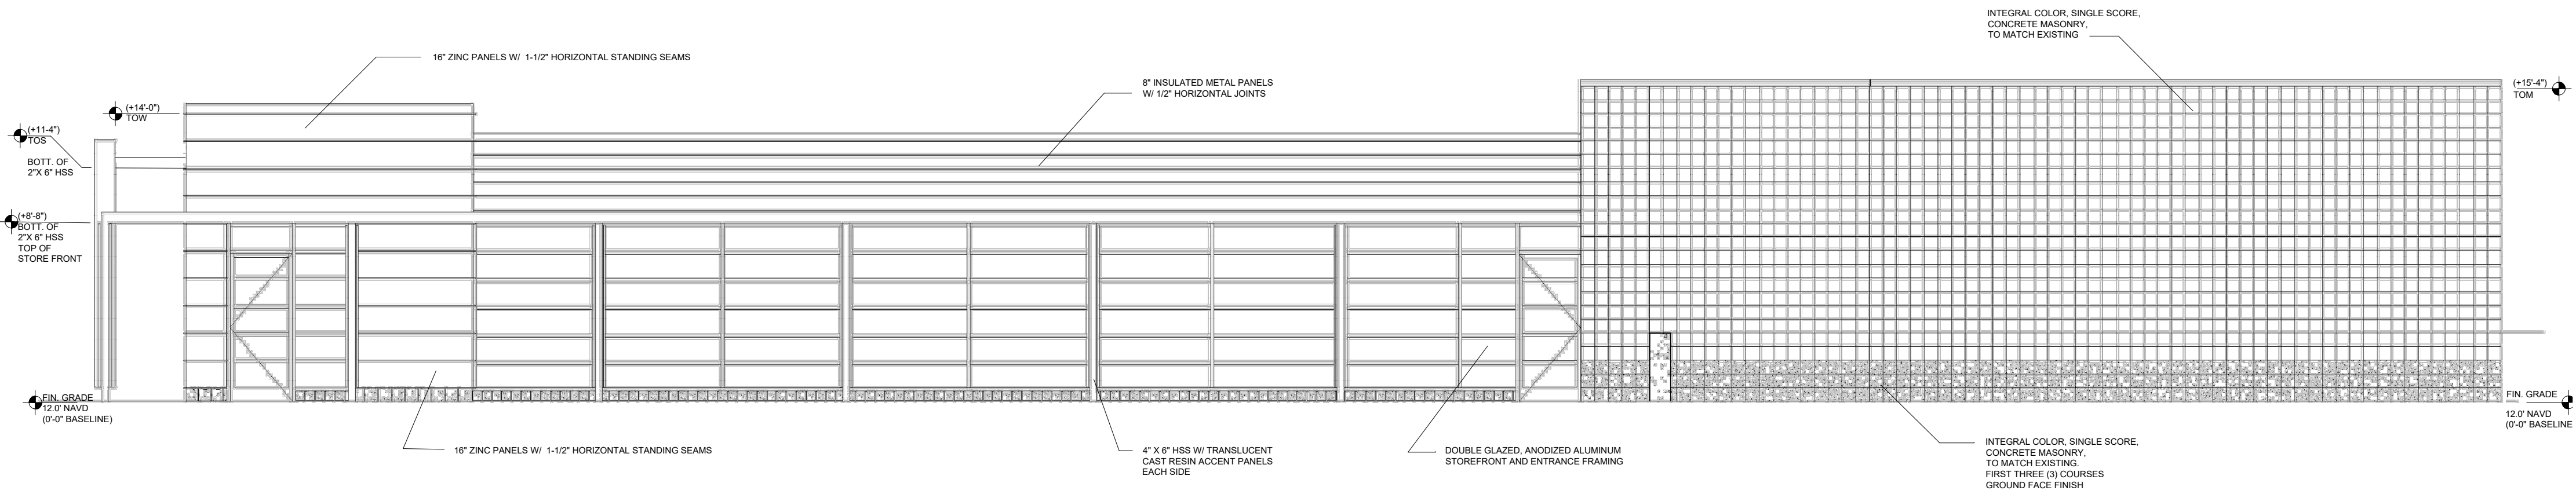 INTEGRAL COLOR, SINGLE SCORE,
CONCRETE MASONRY,
TO MATCH EXISTING
16" ZINC PANELS W/ 1-1/2" HORIZONTAL STANDING SEAMS
8" INSULATED METAL PANELS
W/ 1/2" HORIZONTAL JOINTS
(+15'-4")
TOM
(+14'-0")
TOW
(+11-4")
TOS
BOTT. OF
2"X 6" HSS
(+8'-8")
BOTT. OF
2"X 6" HSS
TOP OF
STORE FRONT
FIN. GRADE
12.0' NAVD
(0'-0" BASELINE)
FIN. GRADE
12.0' NAVD
(0'-0" BASELINE
16" ZINC PANELS W/ 1-1/2" HORIZONTAL STANDING SEAMS
4" X 6" HSS W/ TRANSLUCENT
CAST RESIN ACCENT PANELS
EACH SIDE
DOUBLE GLAZED, ANODIZED ALUMINUM
STOREFRONT AND ENTRANCE FRAMING
INTEGRAL COLOR, SINGLE SCORE,
CONCRETE MASONRY,
TO MATCH EXISTING.
FIRST THREE (3) COURSES
GROUND FACE FINISH